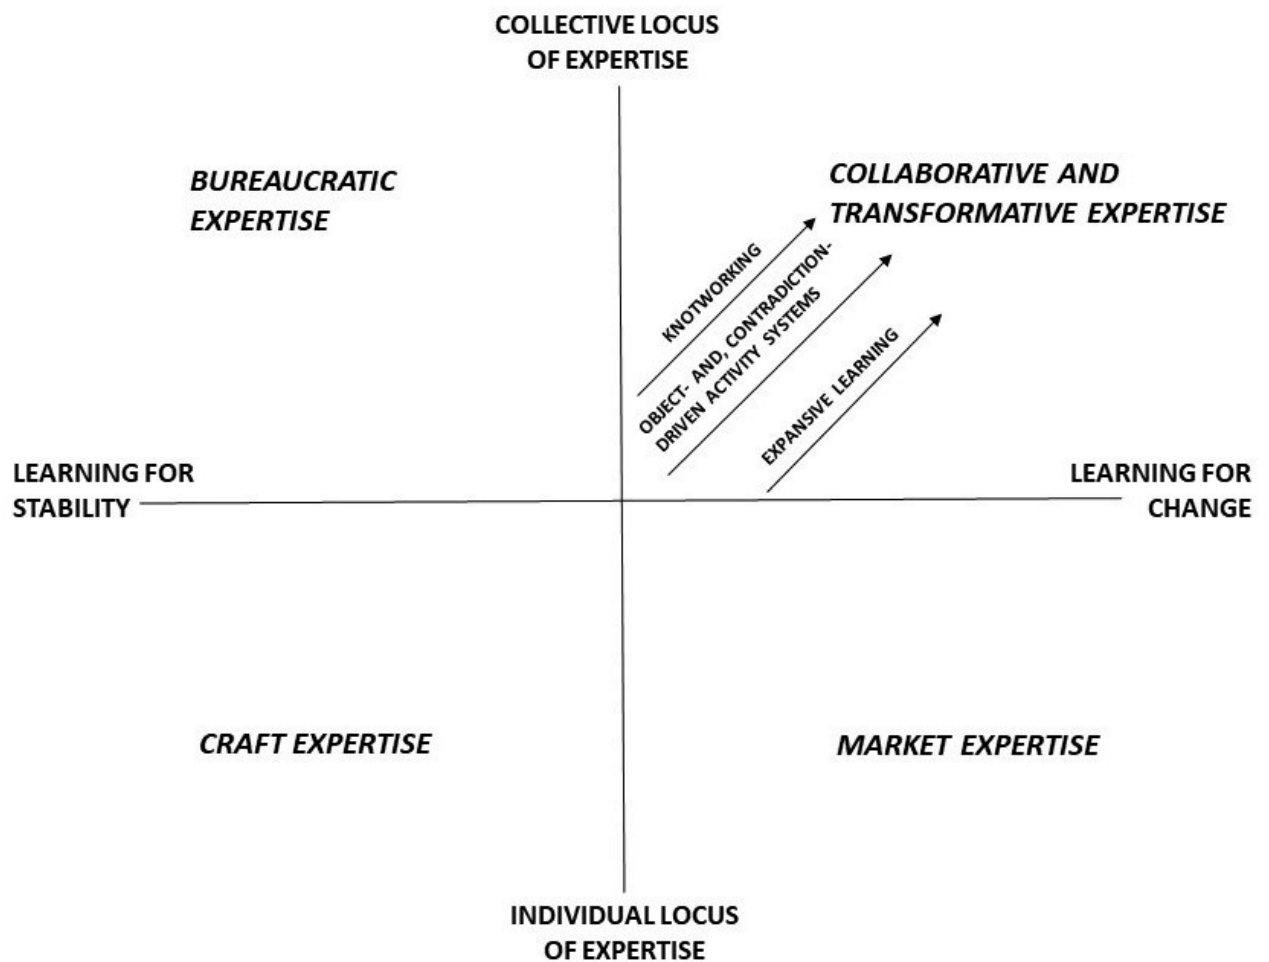 COLLECTIVE LOCUS
OF EXPERTISE
BUREAUCRATIC
EXPERTISE
COLLABORATIVE AND
TRANSFORMATIVE EXPERTISE
KNOTWORKING
OBJECT- AND, CONTRADICTION-
DRIVEN ACTIVITY SYSTEMS
EXPANSIVE LEARNING
LEARNING FOR
STABILITY
LEARNING FOR
CHANGE
CRAFT EXPERTISE
MARKET EXPERTISE
INDIVIDUAL LOCUS
OF EXPERTISE